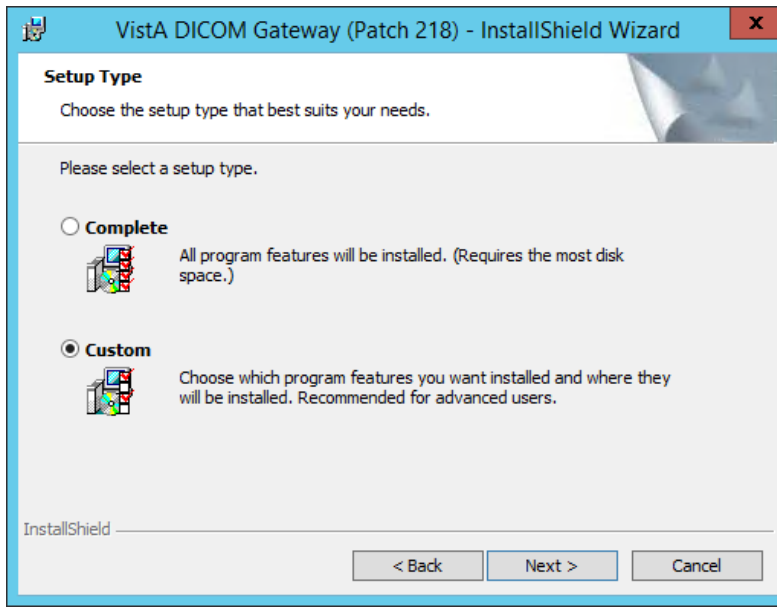 VistA DICOM Gateway (Patch 218) - InstallShield Wizard
x
Setup Type
Choose the setup type that best suits your needs.
Please select a setup type.
Complete
All program features will be installed. (Requires the most disk
space.)
Custom
Choose which program features you want installed and where they
will be installed. Recommended for advanced users.
InstallShield
< Back
Next >
Cancel